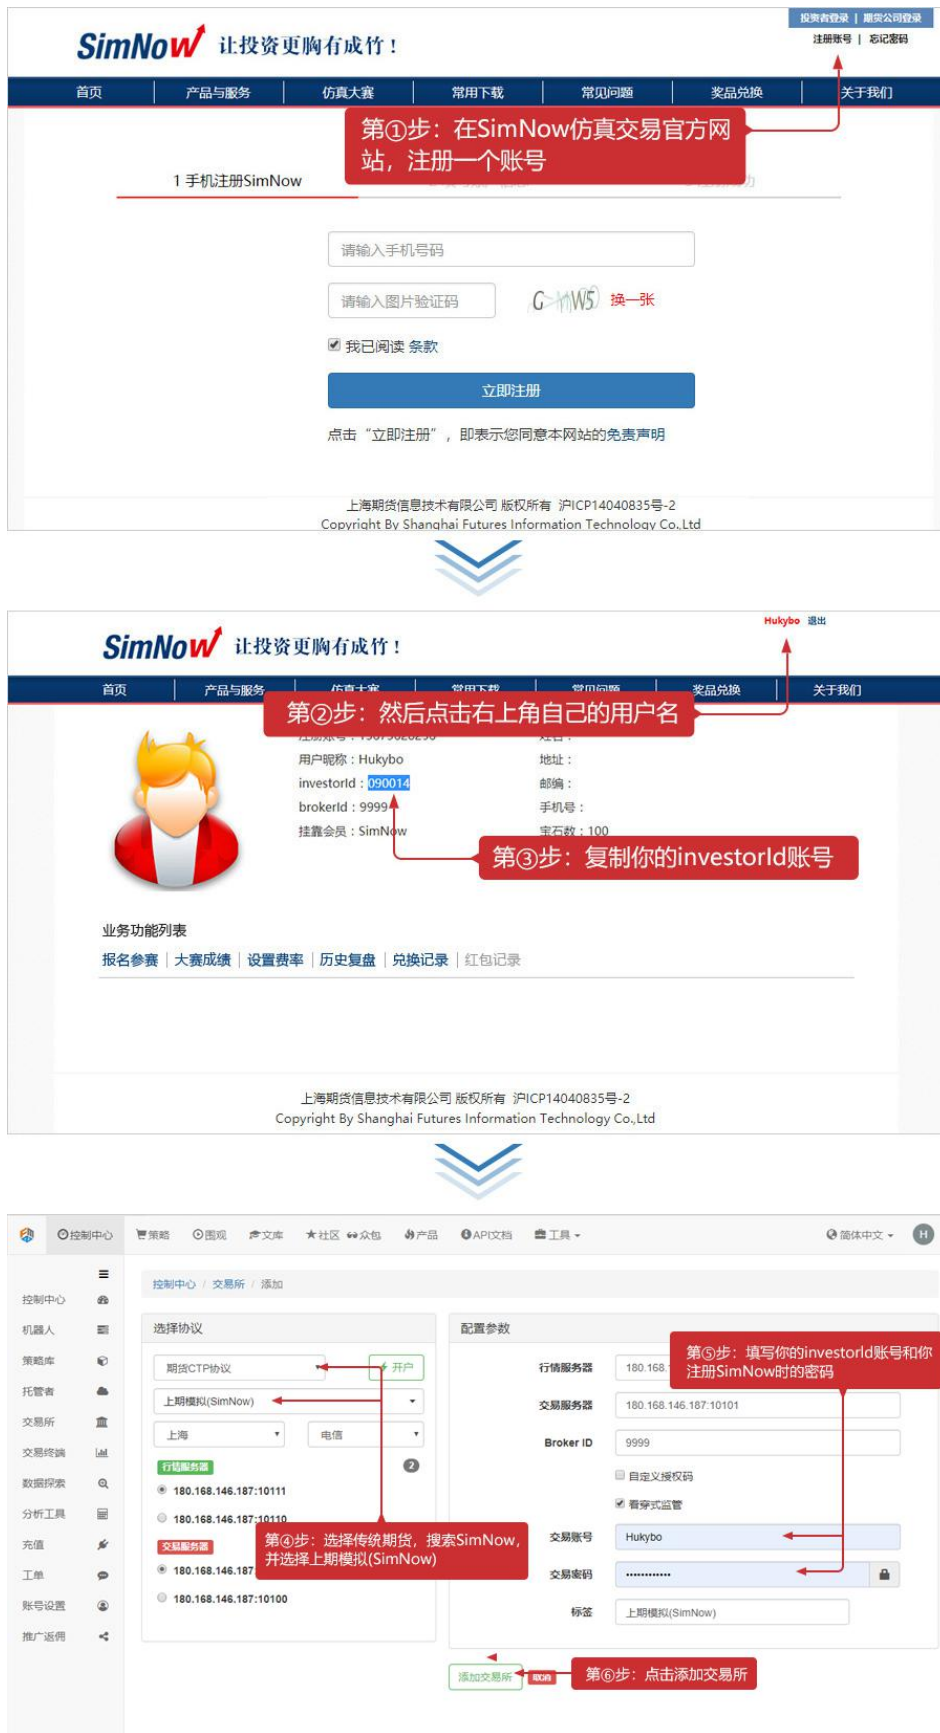 投资者登录 | 期货公司登录
SimNow 让投资更胸有成竹！
注册账号 | 忘记密码
首页 产品与服务 仿真大赛 常用下载 常见问题 奖品兑换 关于我们
第①步：在SimNow仿真交易官方网
站，注册一个账号
1 手机注册SimNow
请输入手机号码
请输入图片验证码 换一张
我已阅读 条款
立即注册
点击“立即注册”，即表示您同意本网站的免责声明
上海期货信息技术有限公司 版权所有 沪ICP14040835号-2
Copyright By Shanghai Futures Information Technology Co.,Ltd
Hukybo 退出
SimNow 让投资更胸有成竹！
首页 产品与服务 仿真大赛 常用下载 常见问题 奖品兑换 关于我们
第②步：然后点击右上角自己的用户名
用户昵称：Hukybo 地址：
investorId：090014 邮编：
brokerId：9999 手机号：
挂靠会员：SimNow 宝石数：100
第③步：复制你的investorId账号
业务功能列表
报名参赛 | 大赛成绩 | 设置费率 | 历史复盘 | 兑换记录 | 红包记录
上海期货信息技术有限公司 版权所有 沪ICP14040835号-2
Copyright By Shanghai Futures Information Technology Co.,Ltd
控制中心 策略 围观 文库 社区 众包 产品 API文档 工具 简体中文 H
控制中心 / 交易所 / 添加
控制中心
机器人
策略库
托管者
交易所
交易终端
数据探索
分析工具
充值
工单
账号设置
推广返佣
选择协议
期货CTP协议 开户
上期模拟(SimNow)
上海 电信
行情服务器 2
180.168.146.187:10111
180.168.146.187:10110
第④步：选择传统期货，搜索SimNow，
并选择上期模拟(SimNow)
交易服务器
180.168.146.187
180.168.146.187:10100
配置参数
第⑤步：填写你的investorId账号和你
注册SimNow时的密码
行情服务器 180.168.
交易服务器 180.168.146.187:10101
Broker ID 9999
自定义授权码
看穿式监管
交易账号 Hukybo
交易密码 ············
标签 上期模拟(SimNow)
添加交易所 取消
第⑥步：点击添加交易所